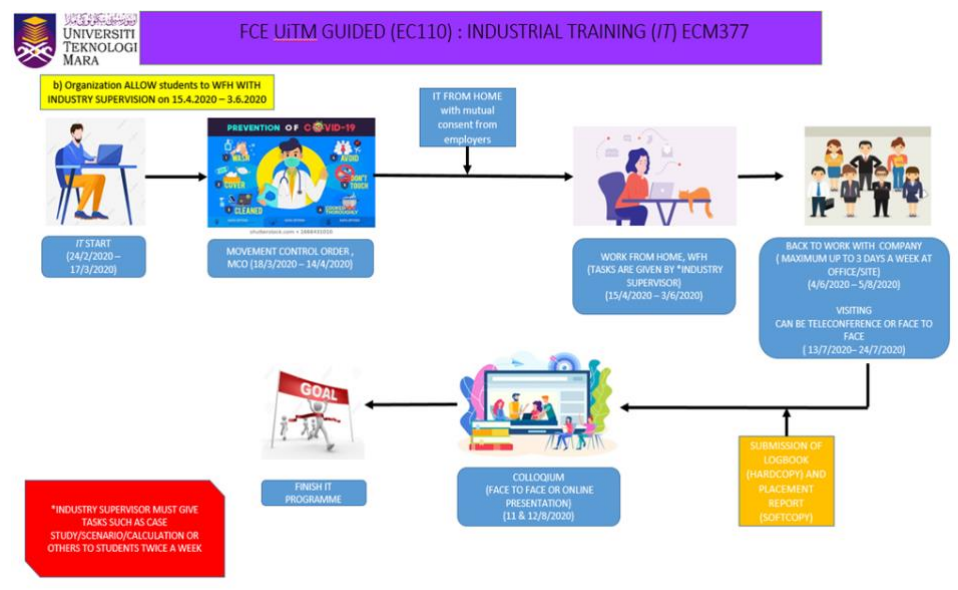 FCE UiTM GUIDED (EC110) : INDUSTRIAL TRAINING (IT) ECM377
UNIVERSITI
TEKNOLOGI
MARA
b) Organization ALLOW students to WFH WITH
INDUSTRY SUPERVISION on 15.4.2020 – 3.6.2020
IT FROM HOME
with mutual
consent from
employers
PREVENTION OF COVID-19
WASH
COVER
CLEANED
AVOID
DON'T
TOUCH
shutterstock.com • 1668431020
IT START
(24/2/2020 –
17/3/2020)
MOVEMENT CONTROL ORDER ,
MCO (18/3/2020 – 14/4/2020)
WORK FROM HOME, WFH
(TASKS ARE GIVEN BY *INDUSTRY
SUPERVISOR)
(15/4/2020 – 3/6/2020)
BACK TO WORK WITH COMPANY
( MAXIMUM UP TO 3 DAYS A WEEK AT
OFFICE/SITE)
(4/6/2020 – 5/8/2020)
VISITING
CAN BE TELECONFERENCE OR FACE TO
FACE
( 13/7/2020– 24/7/2020)
GOAL
FINISH IT
PROGRAMME
COLLOQIUM
(FACE TO FACE OR ONLINE
PRESENTATION)
(11 & 12/8/2020)
SUBMISSION OF
LOGBOOK
(HARDCOPY) AND
PLACEMENT
REPORT
(SOFTCOPY)
*INDUSTRY SUPERVISOR MUST GIVE
TASKS SUCH AS CASE
STUDY/SCENARIO/CALCULATION OR
OTHERS TO STUDENTS TWICE A WEEK